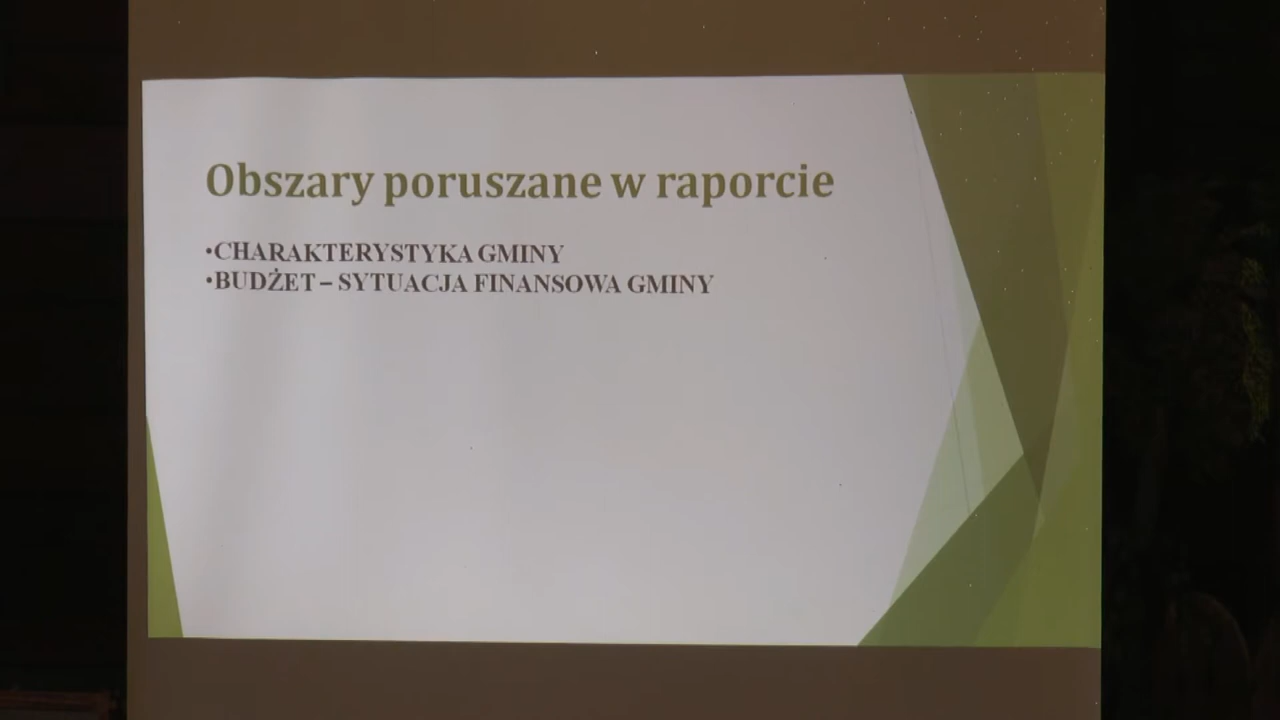 Obszary poruszane w raporcie
•CHARAKTERYSTYKA GMINY
•BUDŻET – SYTUACJA FINANSOWA GMINY